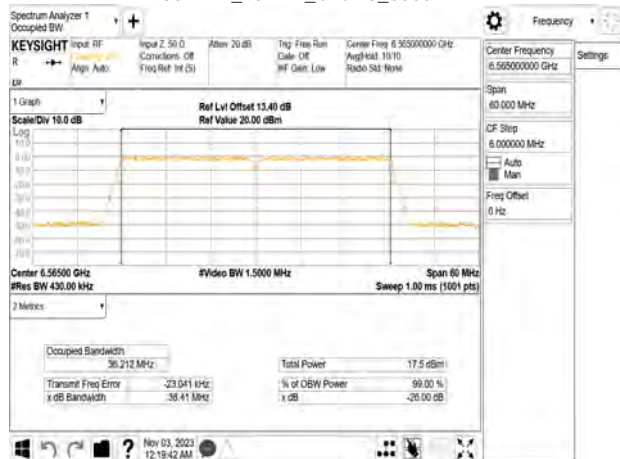 Spectrum Analyzer 1
Occupied BW
+
Frequency
KEYSIGHT
R
Input: RF
Align: Auto
Input Z: 50 Ω
Corrections: Off
Freq Ref: Int (S)
Atten: 20 dB
Trig: Free Run
Gate: Off
#IF Gain: Low
Center Freq: 6.565000000 GHz
Avg|Hold: 10/10
Radio Std: None
Center Frequency
6.565000000 GHz
Settings
Span
60.000 MHz
CF Step
6.000000 MHz
Auto
Man
Freq Offset
0 Hz
1 Graph
Scale/Div 10.0 dB
Ref Lvl Offset 13.40 dB
Ref Value 20.00 dBm
Log
10.0
0.00
Center 6.56500 GHz
#Res BW 430.00 kHz
#Video BW 1.5000 MHz
Span 60 MHz
Sweep 1.00 ms (1001 pts)
2 Metrics
Occupied Bandwidth
36.212 MHz
Total Power 17.5 dBm
Transmit Freq Error -23.041 kHz
% of OBW Power 99.00 %
x dB Bandwidth 38.41 MHz
x dB -26.00 dB
?
Nov 03, 2023
12:19:42 AM